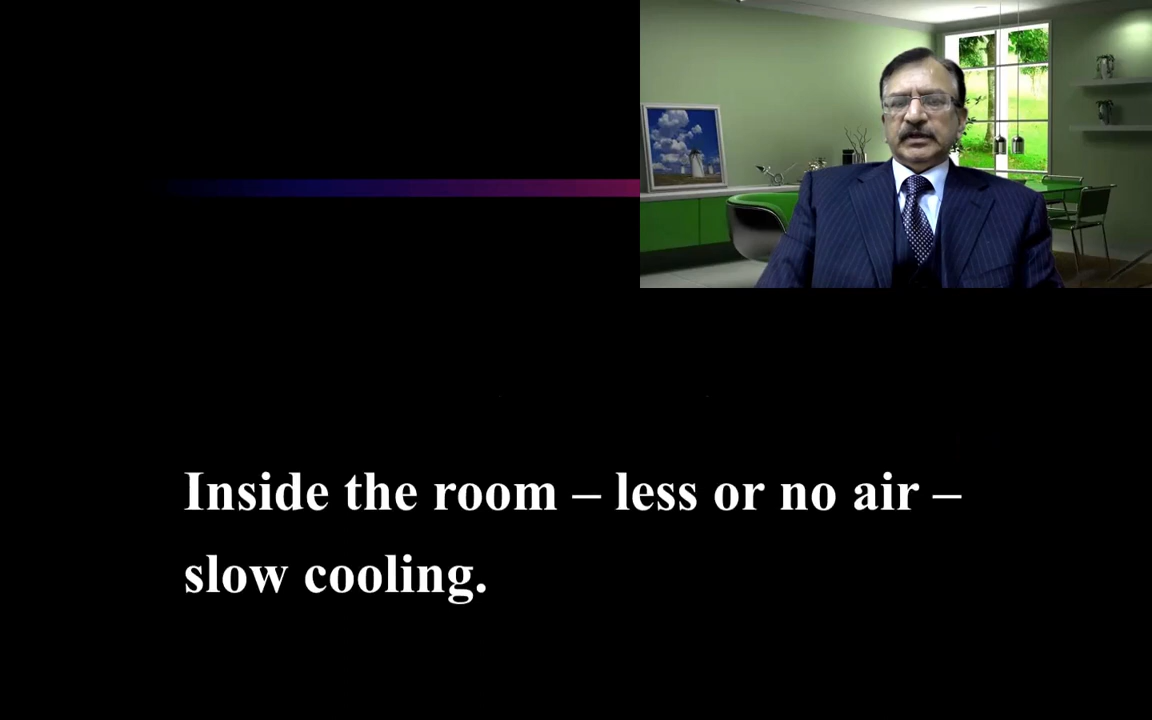 Inside the room – less or no air –
slow cooling.